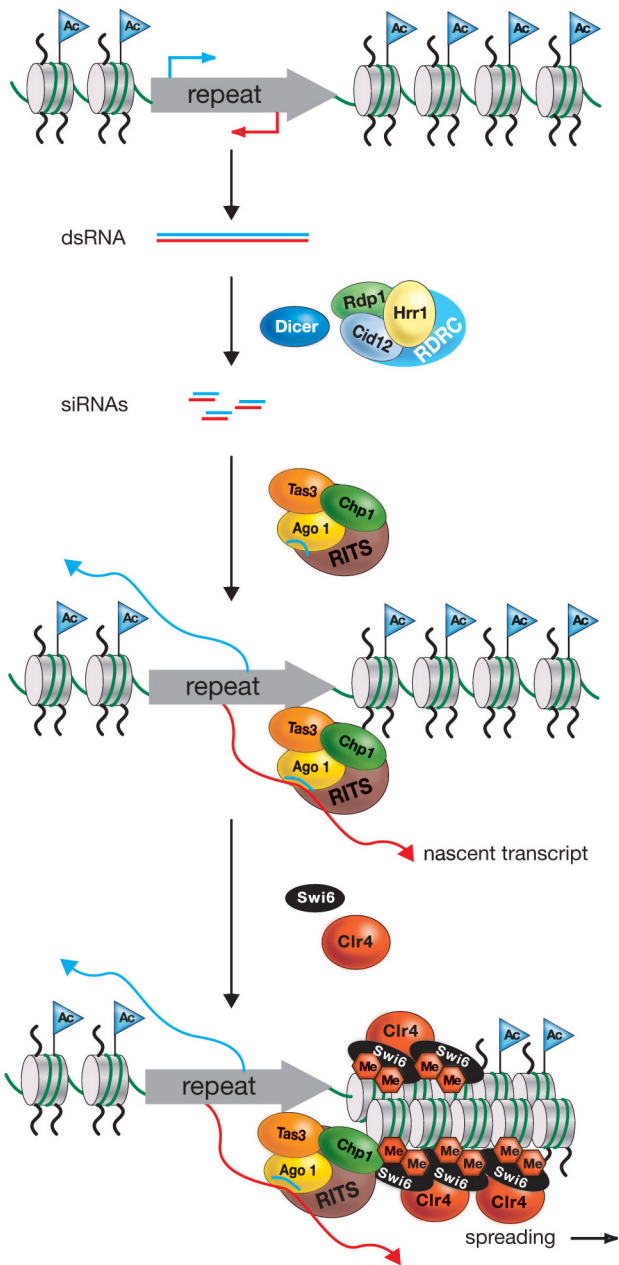 Ac Ac Ac Ac Ac Ac
repeat
dsRNA
Dicer
Rdp1
Hrr1
Cid12
RDRC
siRNAs
Tas3
Chp1
Ago 1
RITS
Ac Ac Ac Ac Ac Ac
repeat
Tas3
Chp1
Ago 1
RITS
nascent transcript
Swi6
Clr4
Ac Ac Ac Ac
Clr4
Swi6 Swi6
Me Me
Me Me
repeat
Tas3
Chp1
Ago 1
RITS
Me Me Me
Me Me Me
Swi6 Swi6 Swi6
Clr4 Clr4
spreading